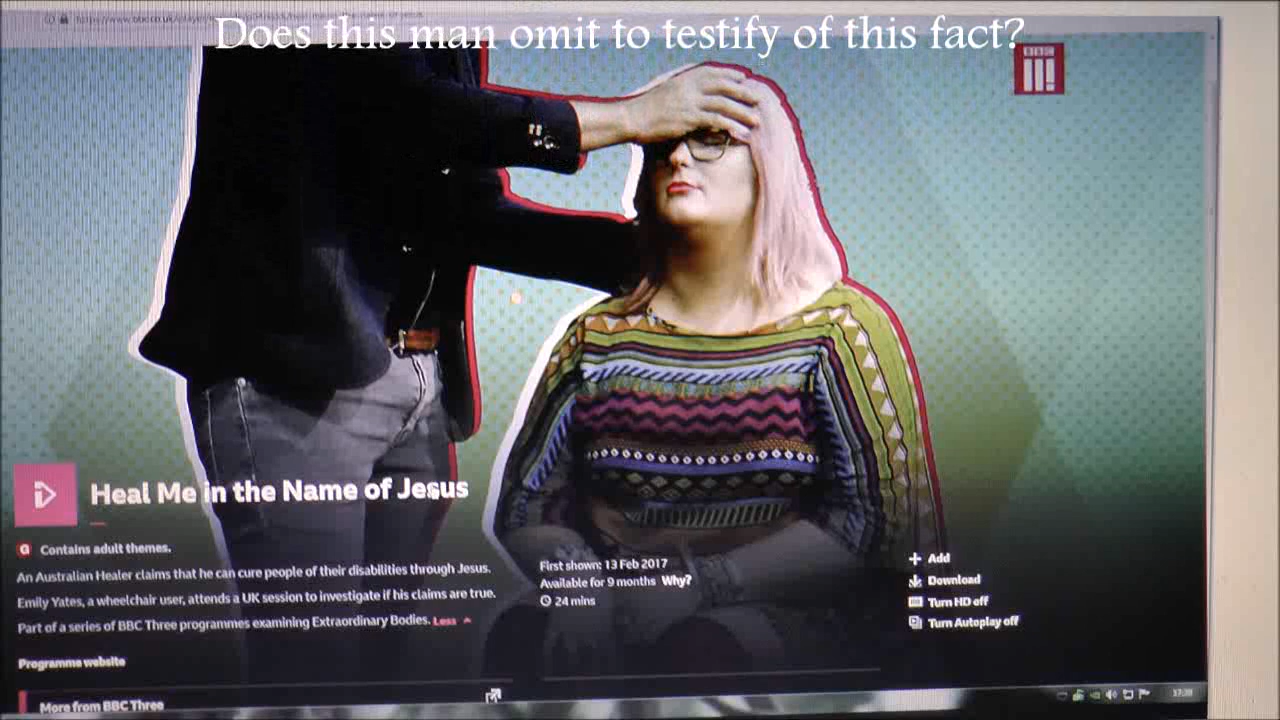 Does this man omit to testify of this fact?
BBC
Heal Me in the Name of Jesus
G Contains adult themes.
An Australian Healer claims that he can cure people of their disabilities through Jesus.
Emily Yates, a wheelchair user, attends a UK session to investigate if his claims are true.
Part of a series of BBC Three programmes examining Extraordinary Bodies. Less
First shown: 13 Feb 2017
Available for 9 months Why?
24 mins
Add
Download
Turn HD off
Turn Autoplay off
Programme website
More from BBC Three